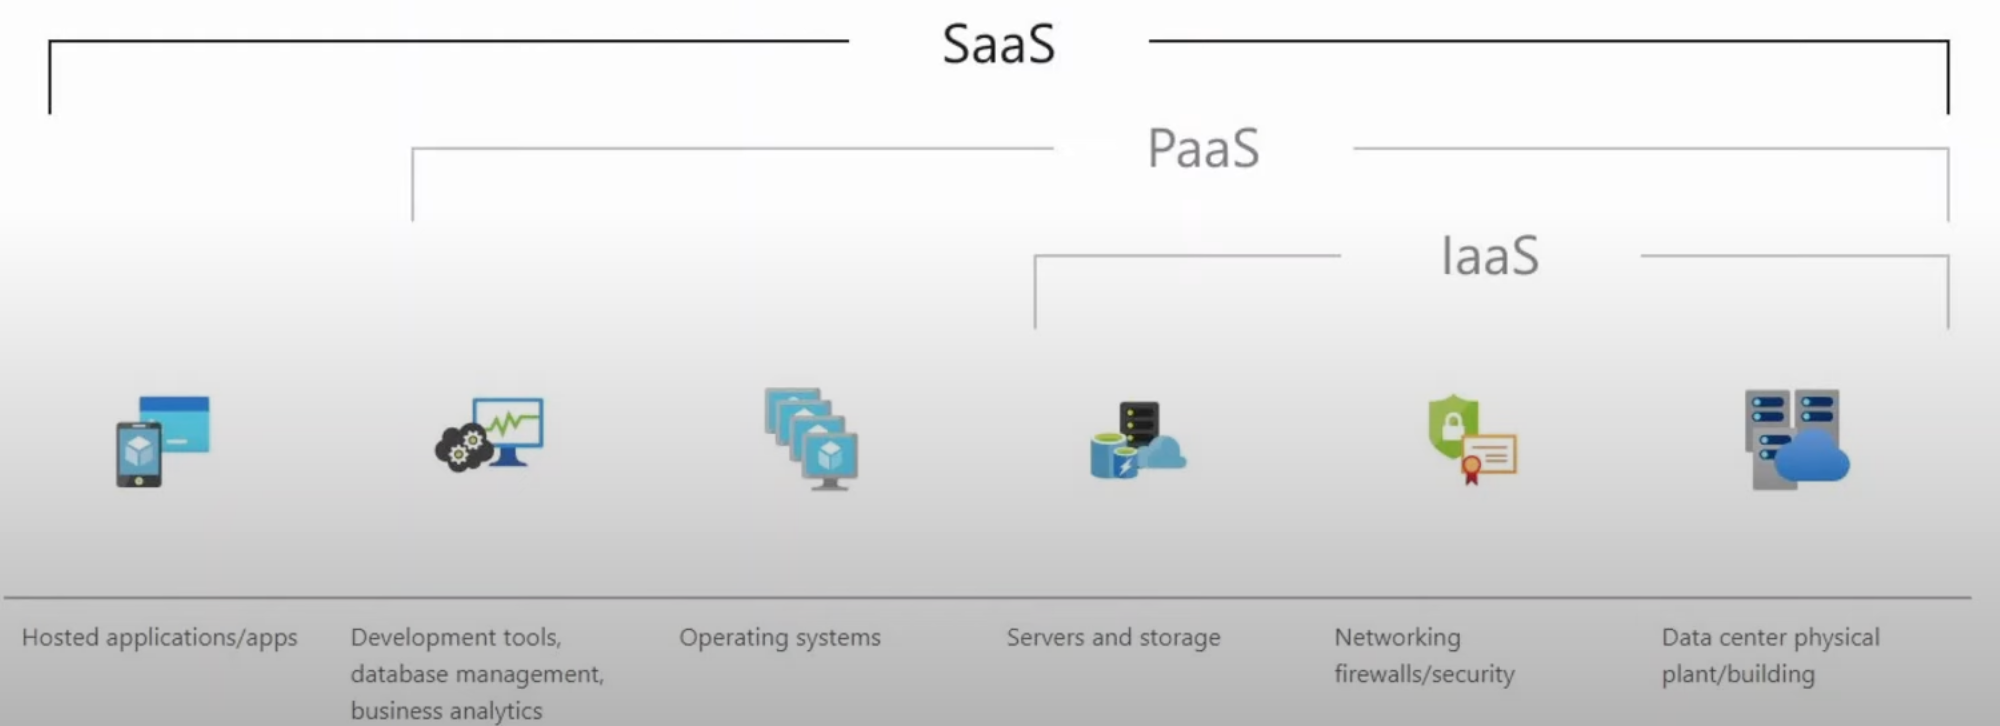 SaaS
PaaS
IaaS
Hosted applications/apps
Development tools,
database management,
business analytics
Operating systems
Servers and storage
Networking
firewalls/security
Data center physical
plant/building